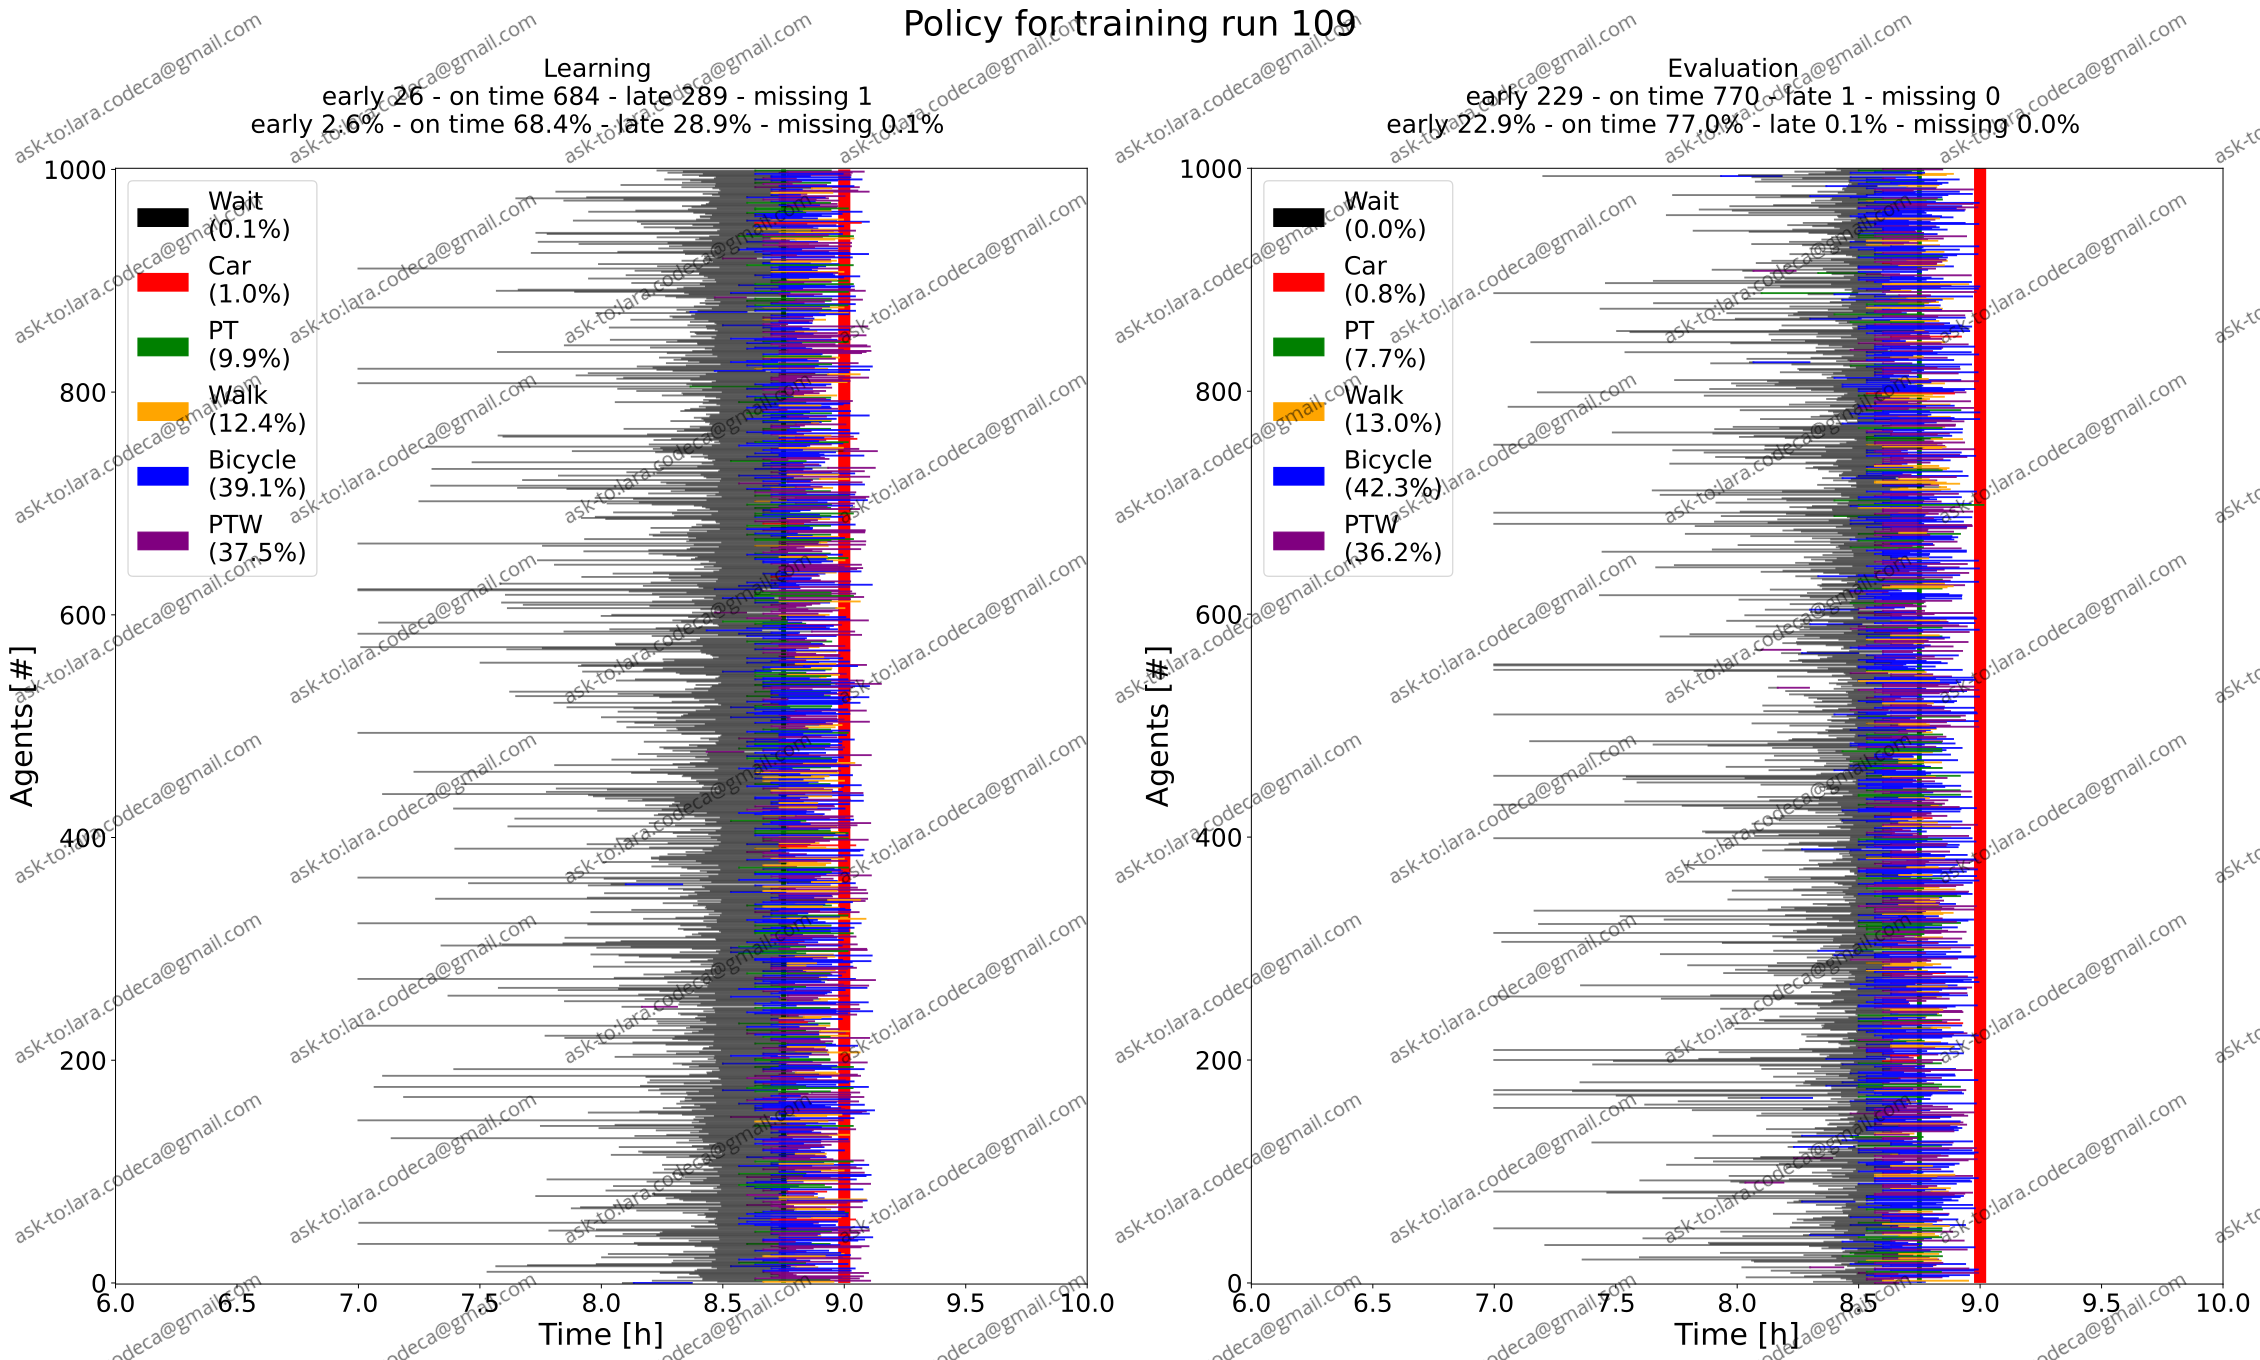 Policy for training run 109
Learning
early 26 - on time 684 - late 289 - missing 1
early 2.6% - on time 68.4% - late 28.9% - missing 0.1%
1000
800
600
400
200
0
Agents [#]
Wait
(0.1%)
Car
(1.0%)
PT
(9.9%)
Walk
(12.4%)
Bicycle
(39.1%)
PTW
(37.5%)
6.0 6.5 7.0 7.5 8.0 8.5 9.0 9.5 10.0
Time [h]
Evaluation
early 229 - on time 770 - late 1 - missing 0
early 22.9% - on time 77.0% - late 0.1% - missing 0.0%
1000
800
600
400
200
0
Agents [#]
Wait
(0.0%)
Car
(0.8%)
PT
(7.7%)
Walk
(13.0%)
Bicycle
(42.3%)
PTW
(36.2%)
6.0 6.5 7.0 7.5 8.0 8.5 9.0 9.5 10.0
Time [h]
ask-to:lara.codeca@gmail.com